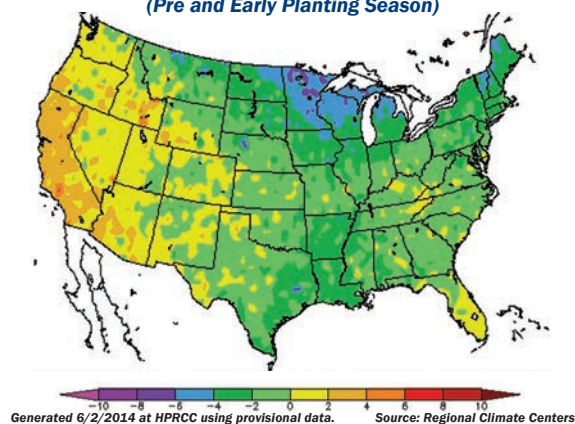 (Pre and Early Planting Season)
-10 -8 -6 -4 -2 0 2 4 6 8 10
Generated 6/2/2014 at HPRCC using provisional data. Source: Regional Climate Centers